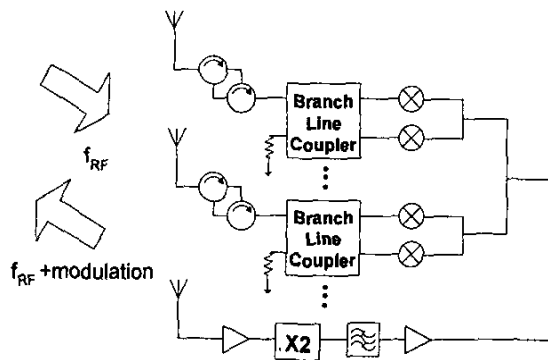 Branch
Line
Coupler
f_RF
Branch
Line
Coupler
f_RF +modulation
X2